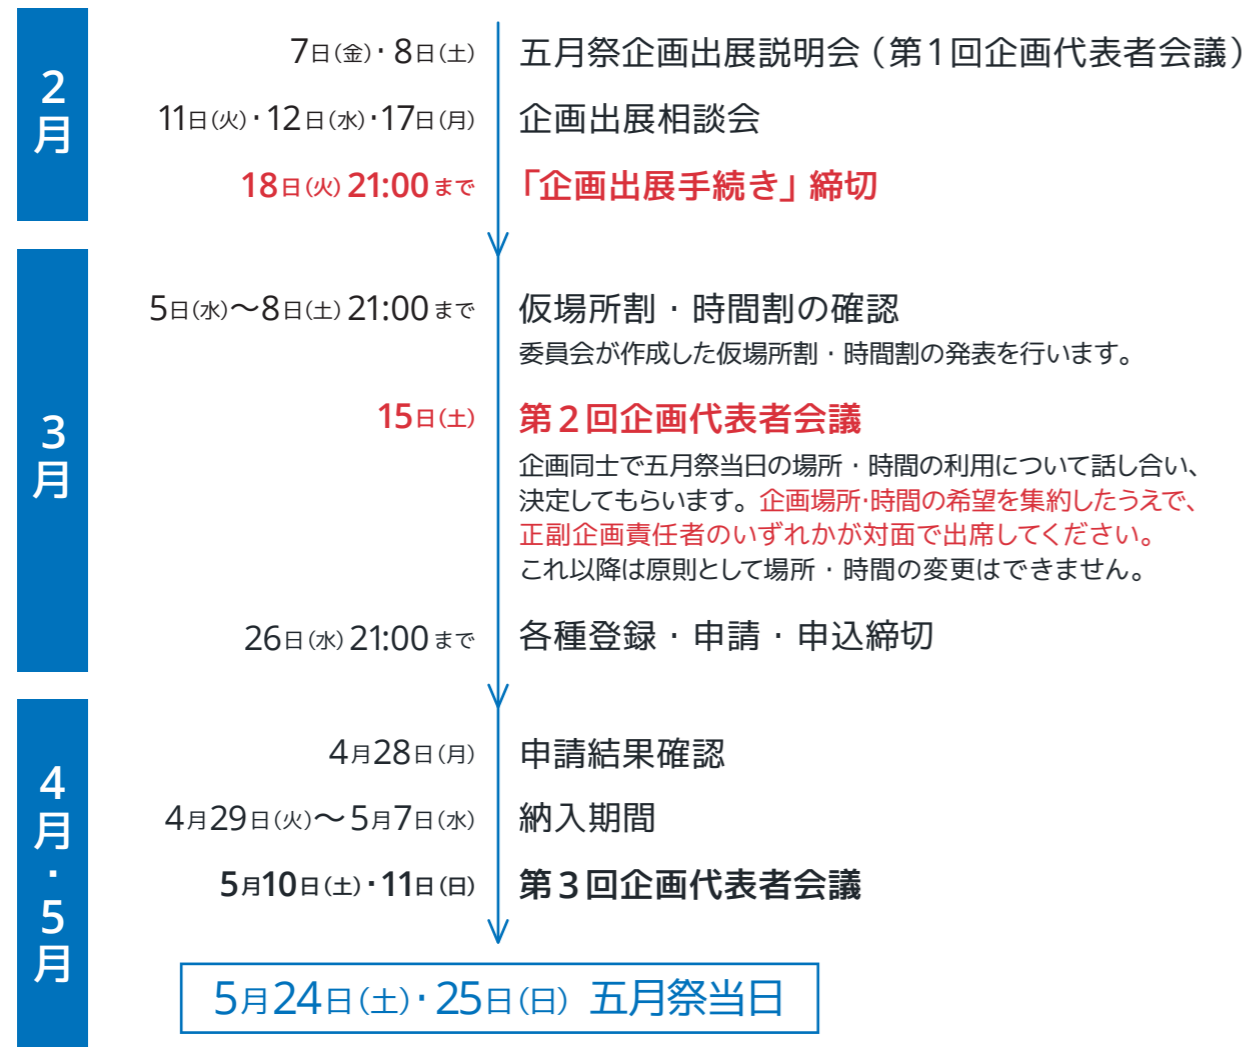 2月
7日(金)・8日(土) 五月祭企画出展説明会(第1回企画代表者会議)
11日(火)・12日(水)・17日(月) 企画出展相談会
18日(火) 21:00まで 「企画出展手続き」締切
3月
5日(水)〜8日(土) 21:00まで 仮場所割・時間割の確認
委員会が作成した仮場所割・時間割の発表を行います。
15日(土) 第2回企画代表者会議
企画同士で五月祭当日の場所・時間の利用について話し合い、
決定してもらいます。企画場所・時間の希望を集約したうえで、
正副企画責任者のいずれかが対面で出席してください。
これ以降は原則として場所・時間の変更はできません。
26日(水) 21:00まで 各種登録・申請・申込締切
4月・5月
4月28日(月) 申請結果確認
4月29日(火)〜5月7日(水) 納入期間
5月10日(土)・11日(日) 第3回企画代表者会議
5月24日(土)・25日(日) 五月祭当日